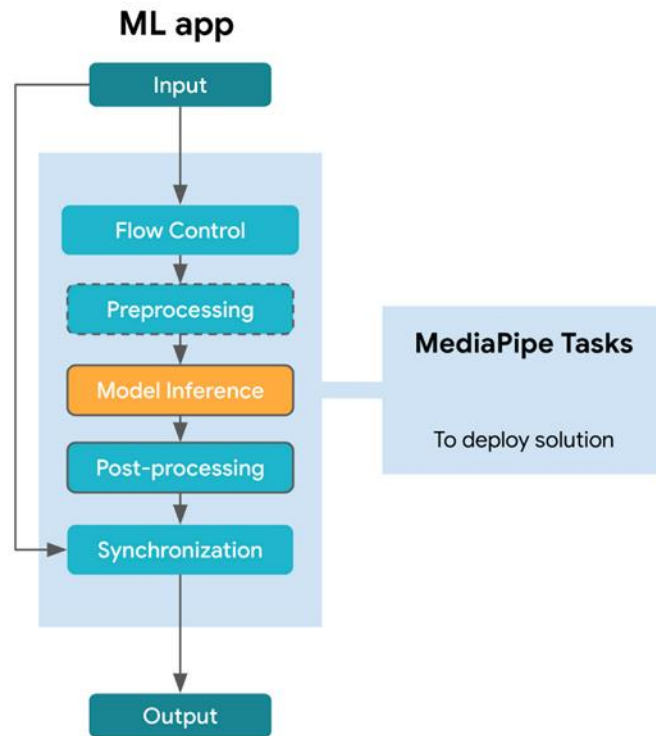 ML app
Input
Flow Control
Preprocessing
Model Inference
Post-processing
Synchronization
Output
MediaPipe Tasks
To deploy solution